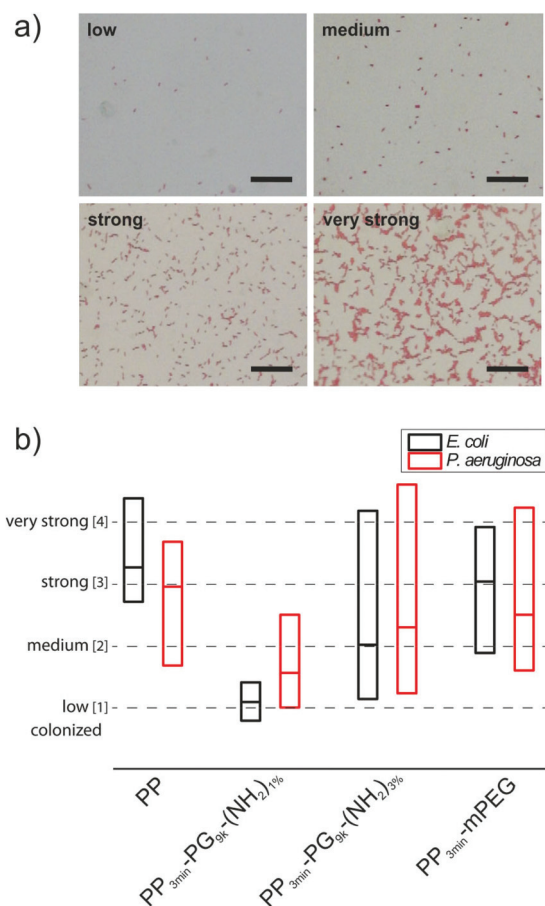 a)
low
medium
strong
very strong
b)
E. coli
P. aeruginosa
very strong [4]
strong [3]
medium [2]
low [1]
colonized
PP
PP3min-PG9k-(NH2)1%
PP3min-PG9k-(NH2)3%
PP3min-mPEG